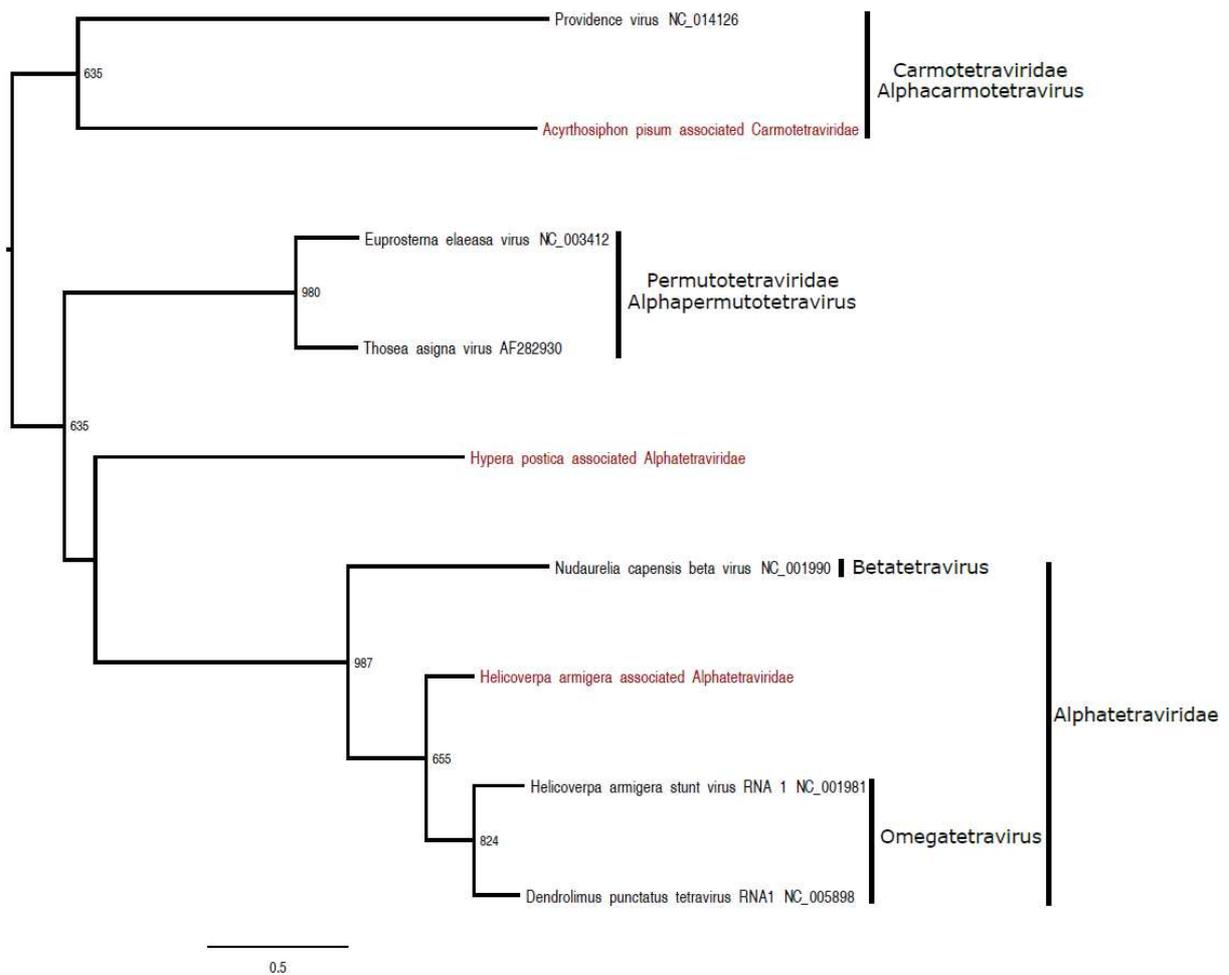 Providence virus NC_014126
635
Carmotetraviridae
Alphacarmotetravirus
Acyrthosiphon pisum associated Carmotetraviridae
Euprosterna elaeasa virus NC_003412
980
Permutotetraviridae
Alphapermutotetravirus
Thosea asigna virus AF282930
635
Hypera postica associated Alphatetraviridae
Nudaurelia capensis beta virus NC_001990
Betatetravirus
987
Helicoverpa armigera associated Alphatetraviridae
Alphatetraviridae
655
Helicoverpa armigera stunt virus RNA 1 NC_001981
824
Omegatetravirus
Dendrolimus punctatus tetravirus RNA1 NC_005898
0.5